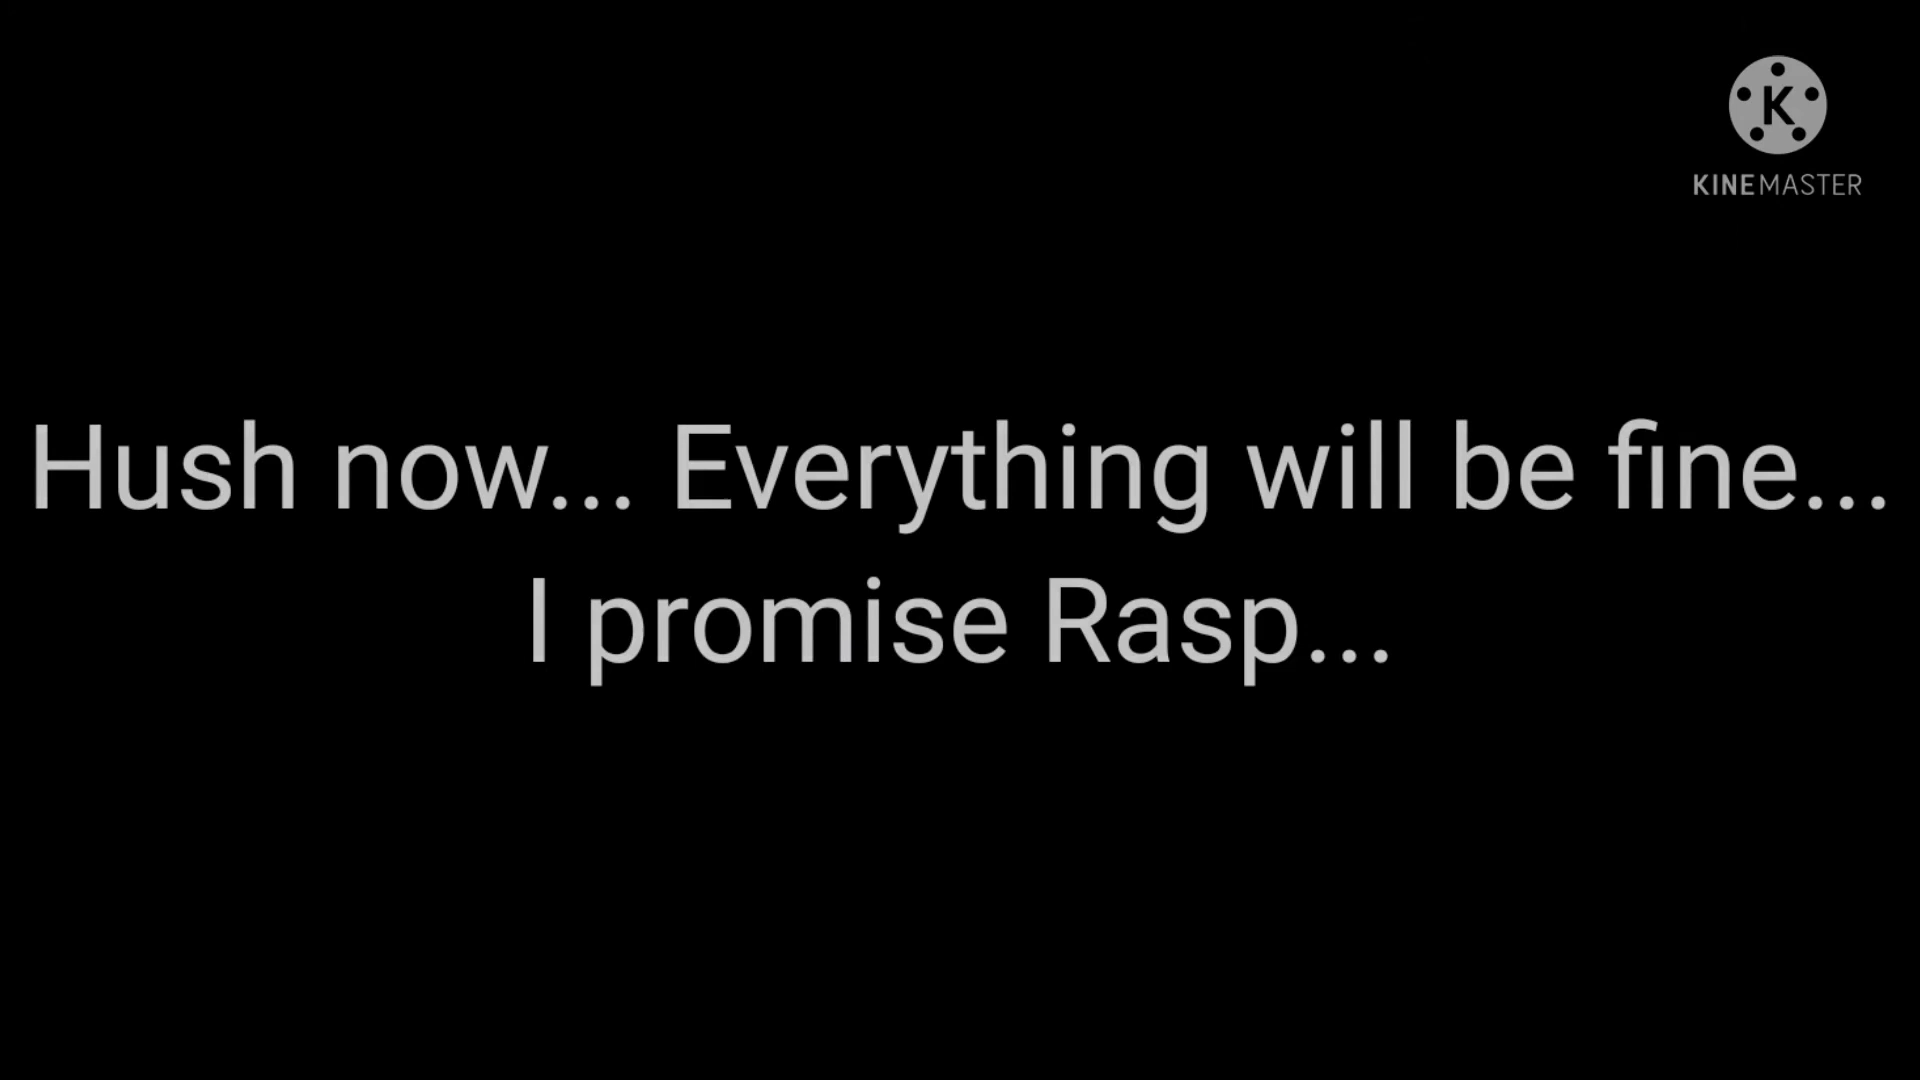 K
KINEMASTER
Hush now... Everything will be fine...
I promise Rasp...